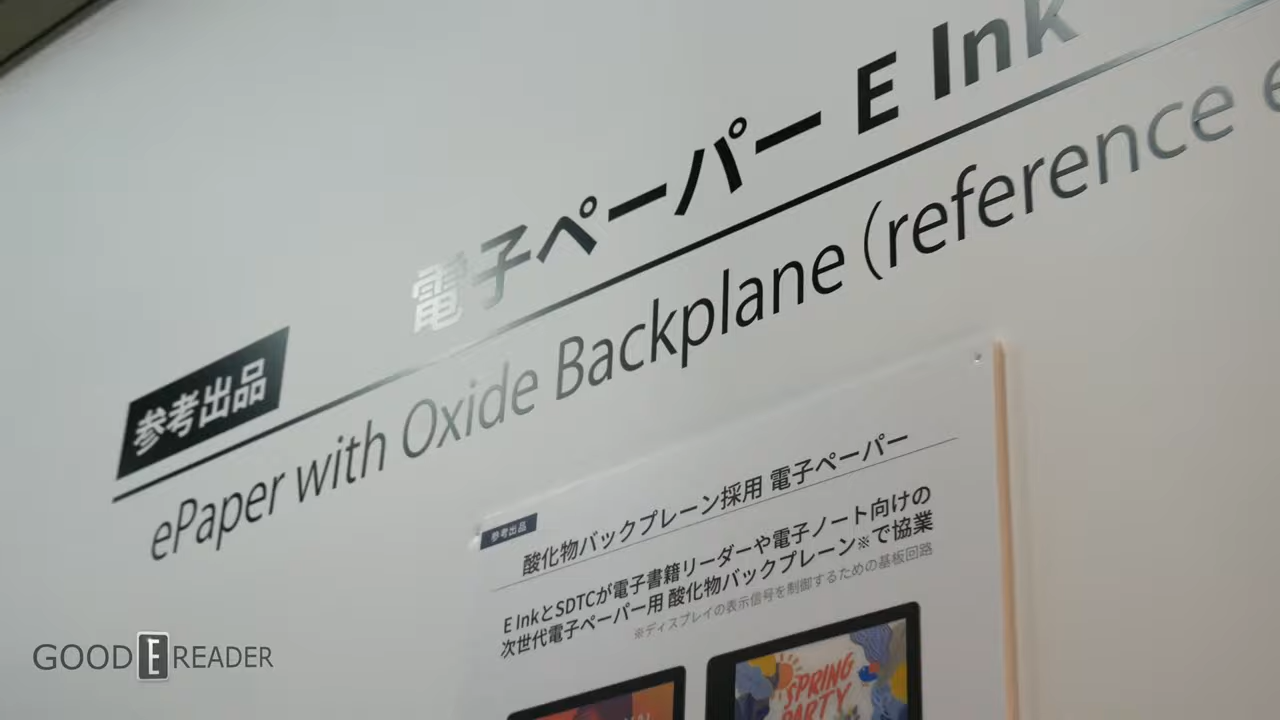 参考出品 電子ペーパー E Ink
ePaper with Oxide Backplane (reference e
参考出品
酸化物バックプレーン採用 電子ペーパー
E InkとSDTCが電子書籍リーダーや電子ノート向けの
次世代電子ペーパー用 酸化物バックプレーン※で協業
※ディスプレイの表示信号を制御するための基板回路
SPRING
PARTY
GOOD E READER